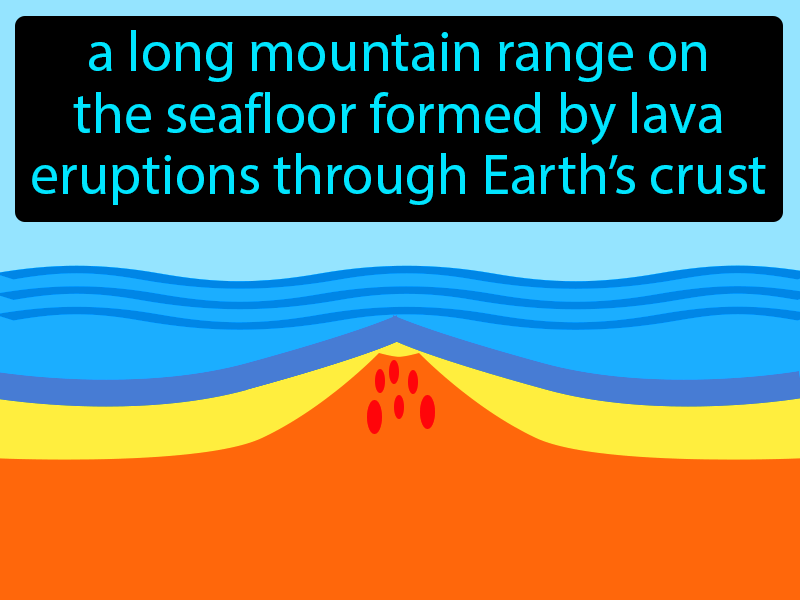 a long mountain range on
the seafloor formed by lava
eruptions through Earth’s crust